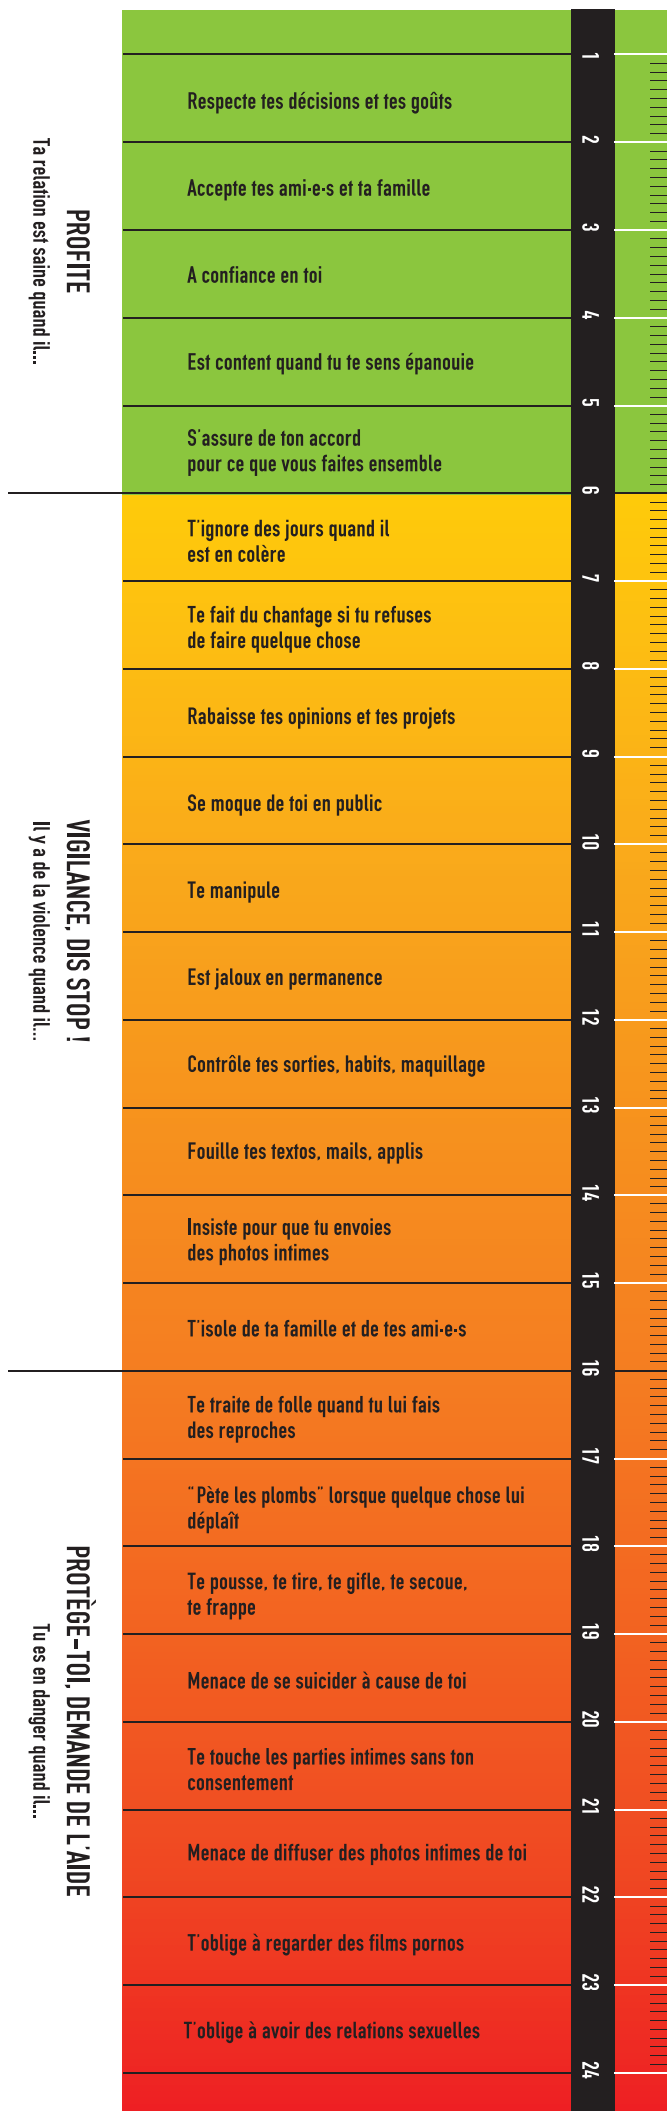 PROFITE
Ta relation est saine quand il...
1
Respecte tes décisions et tes goûts
2
Accepte tes ami·e·s et ta famille
3
A confiance en toi
4
Est content quand tu te sens épanouie
5
S'assure de ton accord
pour ce que vous faites ensemble
6
VIGILANCE, DIS STOP !
Il y a de la violence quand il...
T'ignore des jours quand il
est en colère
7
Te fait du chantage si tu refuses
de faire quelque chose
8
Rabaisse tes opinions et tes projets
9
Se moque de toi en public
10
Te manipule
11
Est jaloux en permanence
12
Contrôle tes sorties, habits, maquillage
13
Fouille tes textos, mails, applis
14
Insiste pour que tu envoies
des photos intimes
15
T'isole de ta famille et de tes ami·e·s
16
PROTÈGE-TOI, DEMANDE DE L'AIDE
Tu es en danger quand il...
Te traite de folle quand tu lui fais
des reproches
17
"Pète les plombs" lorsque quelque chose lui
déplaît
18
Te pousse, te tire, te gifle, te secoue,
te frappe
19
Menace de se suicider à cause de toi
20
Te touche les parties intimes sans ton
consentement
21
Menace de diffuser des photos intimes de toi
22
T'oblige à regarder des films pornos
23
T'oblige à avoir des relations sexuelles
24